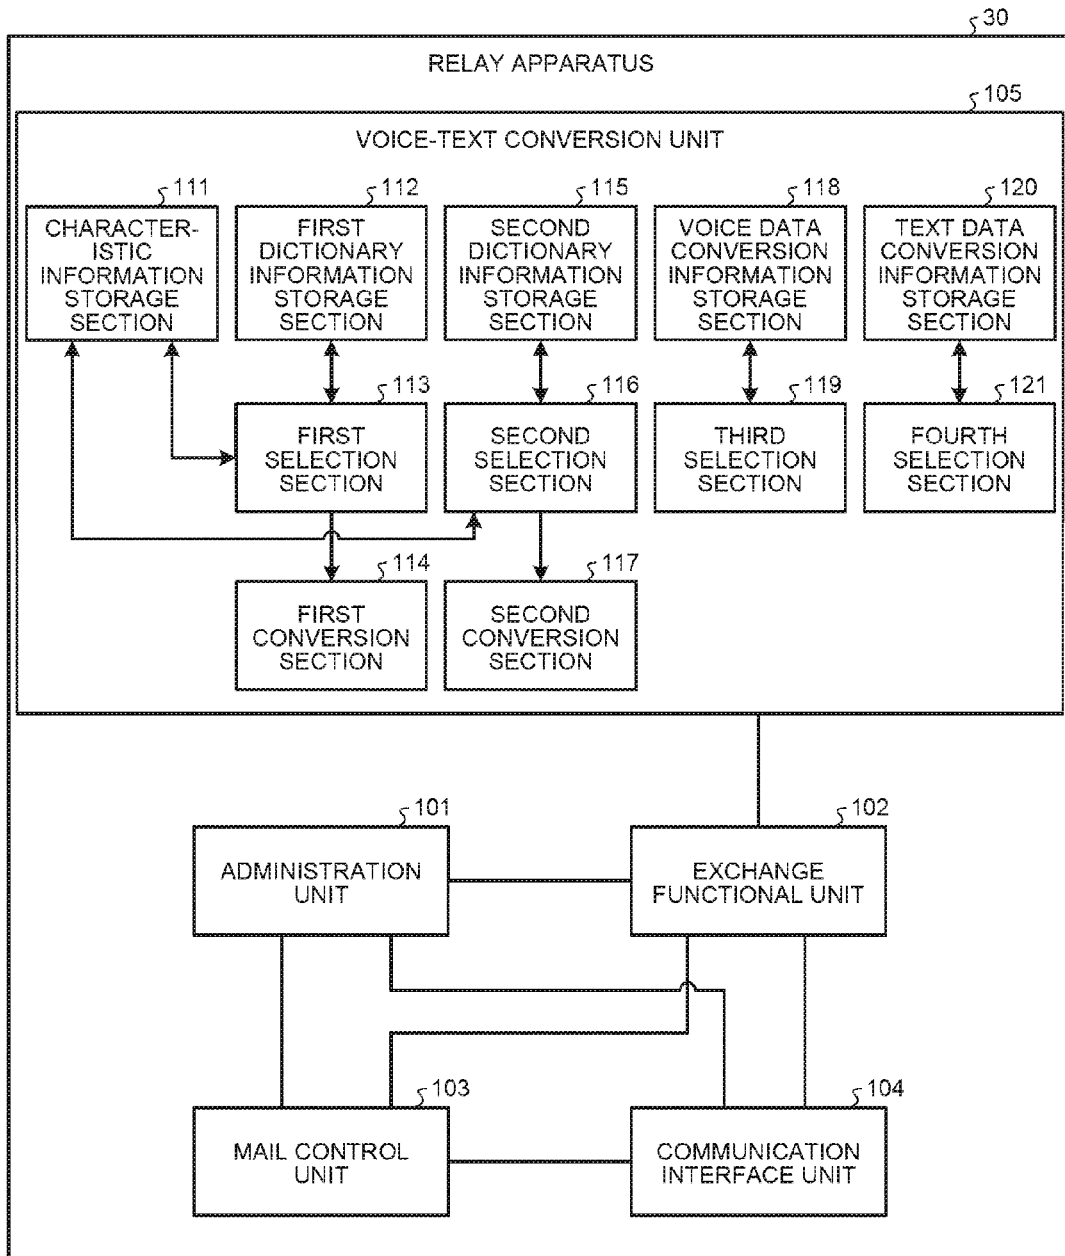 30
RELAY APPARATUS
105
VOICE-TEXT CONVERSION UNIT
111
CHARACTER-
ISTIC
INFORMATION
STORAGE
SECTION
112
FIRST
DICTIONARY
INFORMATION
STORAGE
SECTION
115
SECOND
DICTIONARY
INFORMATION
STORAGE
SECTION
118
VOICE DATA
CONVERSION
INFORMATION
STORAGE
SECTION
120
TEXT DATA
CONVERSION
INFORMATION
STORAGE
SECTION
113
FIRST
SELECTION
SECTION
116
SECOND
SELECTION
SECTION
119
THIRD
SELECTION
SECTION
121
FOURTH
SELECTION
SECTION
114
FIRST
CONVERSION
SECTION
117
SECOND
CONVERSION
SECTION
101
ADMINISTRATION
UNIT
102
EXCHANGE
FUNCTIONAL UNIT
103
MAIL CONTROL
UNIT
104
COMMUNICATION
INTERFACE UNIT